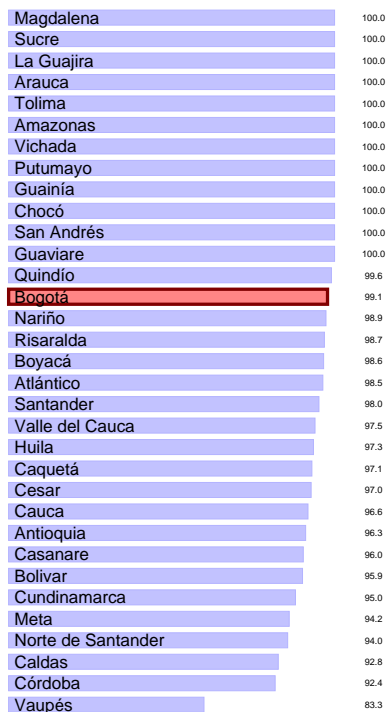 Magdalena 100.0
Sucre 100.0
La Guajira 100.0
Arauca 100.0
Tolima 100.0
Amazonas 100.0
Vichada 100.0
Putumayo 100.0
Guainía 100.0
Chocó 100.0
San Andrés 100.0
Guaviare 100.0
Quindío 99.6
Bogotá 99.1
Nariño 98.9
Risaralda 98.7
Boyacá 98.6
Atlántico 98.5
Santander 98.0
Valle del Cauca 97.5
Huila 97.3
Caquetá 97.1
Cesar 97.0
Cauca 96.6
Antioquia 96.3
Casanare 96.0
Bolivar 95.9
Cundinamarca 95.0
Meta 94.2
Norte de Santander 94.0
Caldas 92.8
Córdoba 92.4
Vaupés 83.3